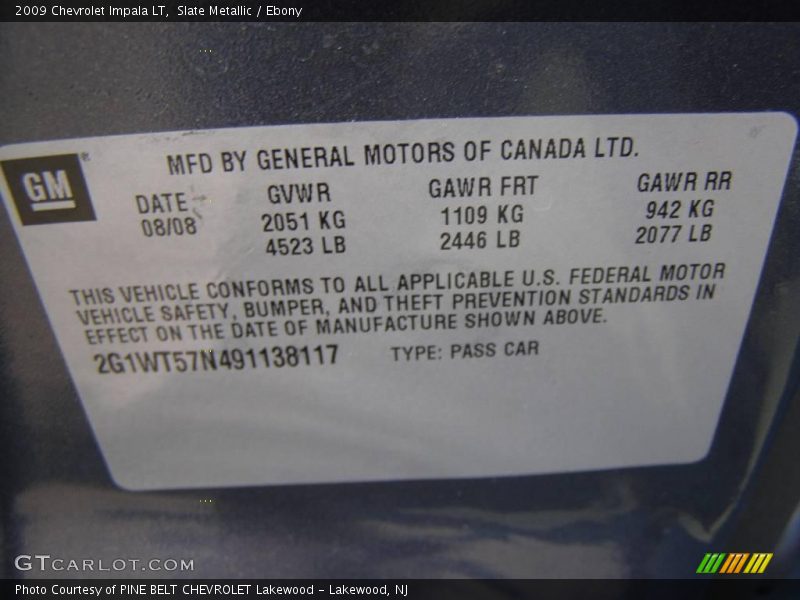 2009 Chevrolet Impala LT, Slate Metallic / Ebony
GM®
MFD BY GENERAL MOTORS OF CANADA LTD.
DATE GVWR GAWR FRT GAWR RR
08/08 2051 KG 1109 KG 942 KG
4523 LB 2446 LB 2077 LB
THIS VEHICLE CONFORMS TO ALL APPLICABLE U.S. FEDERAL MOTOR
VEHICLE SAFETY, BUMPER, AND THEFT PREVENTION STANDARDS IN
EFFECT ON THE DATE OF MANUFACTURE SHOWN ABOVE.
2G1WT57N491138117 TYPE: PASS CAR
GTCARLOT.COM
Photo Courtesy of PINE BELT CHEVROLET Lakewood - Lakewood, NJ